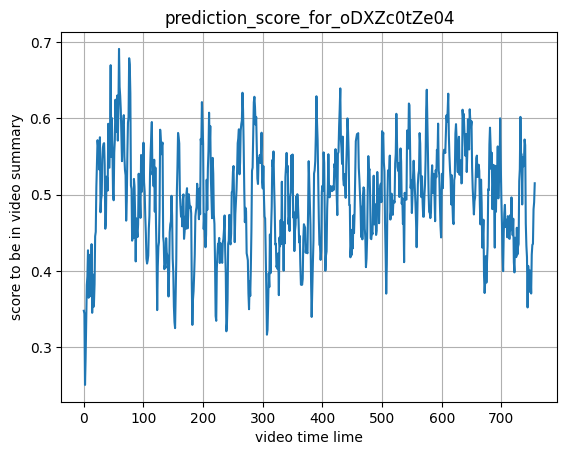 prediction_score_for_oDXZc0tZe04
0.7
0.6
0.5
0.4
0.3
score to be in video summary
0 100 200 300 400 500 600 700
video time lime